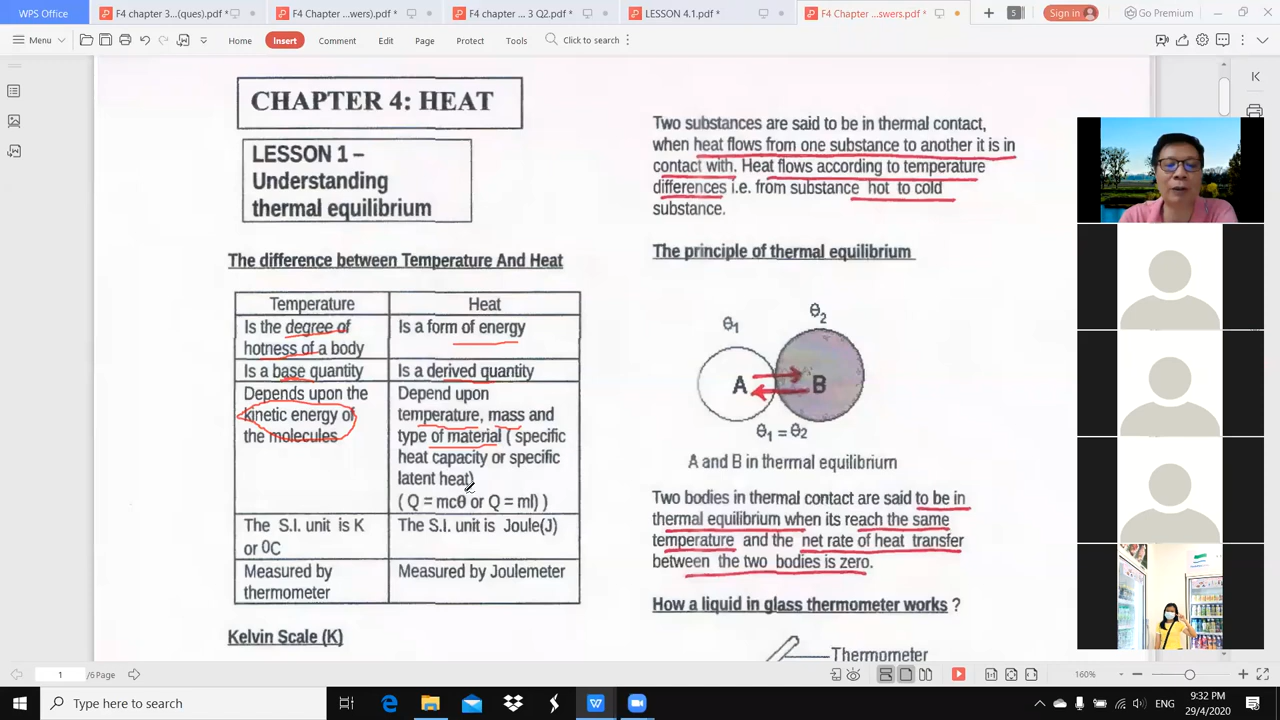 WPS Office
F4 chapter 3...(ques).pdf*
F4 Chapter ...wers).pdf *
F4 chapter ... 3 Q2.pdf*
LESSON 4.1.pdf*
F4 Chapter ...swers.pdf
Sign in
Go Premium
Menu
Home
Insert
Comment
Edit
Page
Protect
Tools
Click to search
CHAPTER 4: HEAT
LESSON 1 –
Understanding
thermal equilibrium
The difference between Temperature And Heat
Temperature
Heat
Is the degree of
hotness of a body
Is a form of energy
Is a base quantity
Is a derived quantity
Depends upon the
kinetic energy of
the molecules
Depend upon
temperature, mass and
type of material ( specific
heat capacity or specific
latent heat)
( Q = mcθ or Q = ml) )
The S.I. unit is K
or 0C
The S.I. unit is Joule(J)
Measured by
thermometer
Measured by Joulemeter
Kelvin Scale (K)
Two substances are said to be in thermal contact,
when heat flows from one substance to another it is in
contact with. Heat flows according to temperature
differences i.e. from substance hot to cold
substance.
The principle of thermal equilibrium
θ1
θ2
A
B
θ1 = θ2
A and B in thermal equilibrium
Two bodies in thermal contact are said to be in
thermal equilibrium when its reach the same
temperature and the net rate of heat transfer
between the two bodies is zero.
How a liquid in glass thermometer works ?
Thermometer
1
/6Page
160%
Type here to search
ENG
9:32 PM
29/4/2020